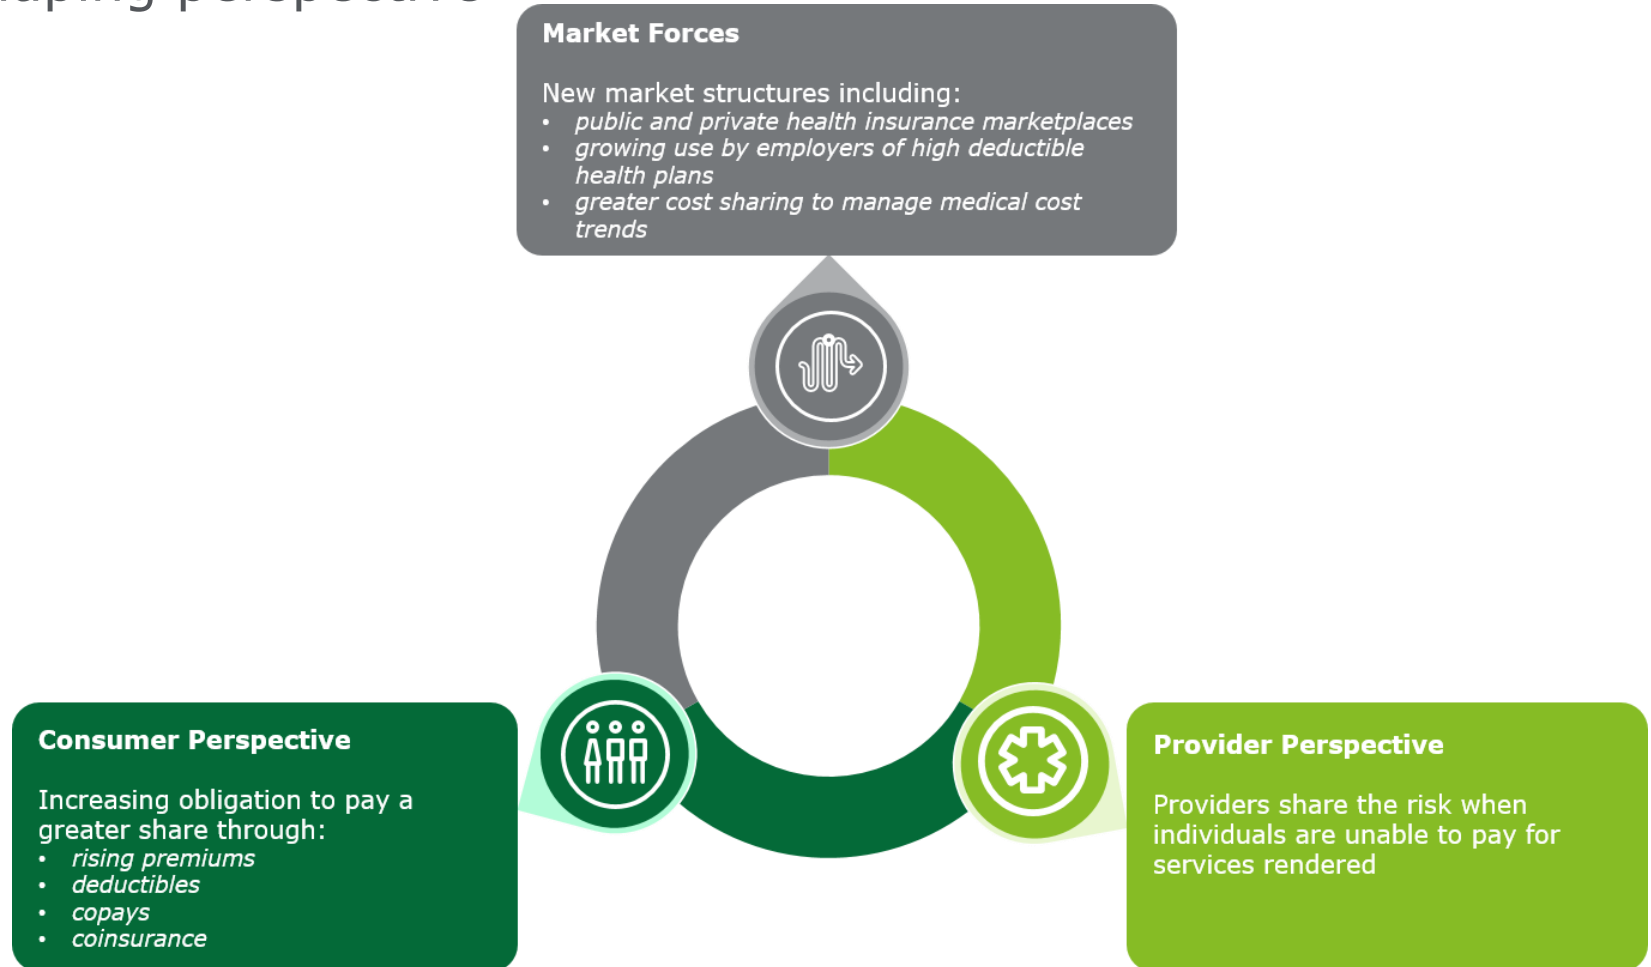 perspective
Market Forces
New market structures including:
• public and private health insurance marketplaces
• growing use by employers of high deductible
health plans
• greater cost sharing to manage medical cost
trends
Consumer Perspective
Increasing obligation to pay a
greater share through:
• rising premiums
• deductibles
• copays
• coinsurance
Provider Perspective
Providers share the risk when
individuals are unable to pay for
services rendered